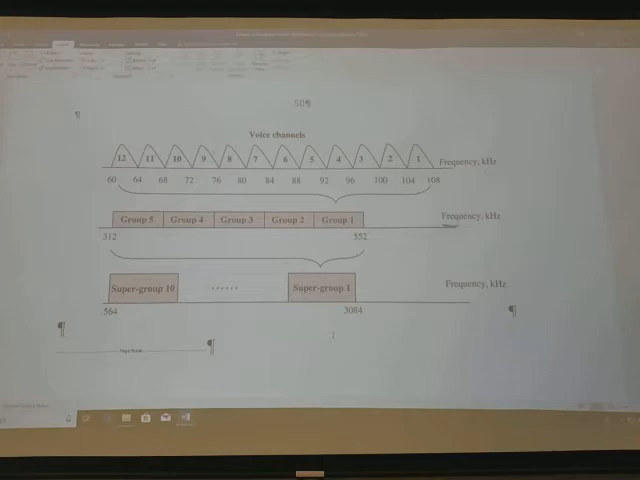 50¶
¶
Voice channels
12 11 10 9 8 7 6 5 4 3 2 1
Frequency, kHz
60 64 68 72 76 80 84 88 92 96 100 104 108
Group 5 Group 4 Group 3 Group 2 Group 1
Frequency, kHz
312 552
Super-group 10 ...... Super-group 1
Frequency, kHz
564 3084
¶
¶
Page Break ¶